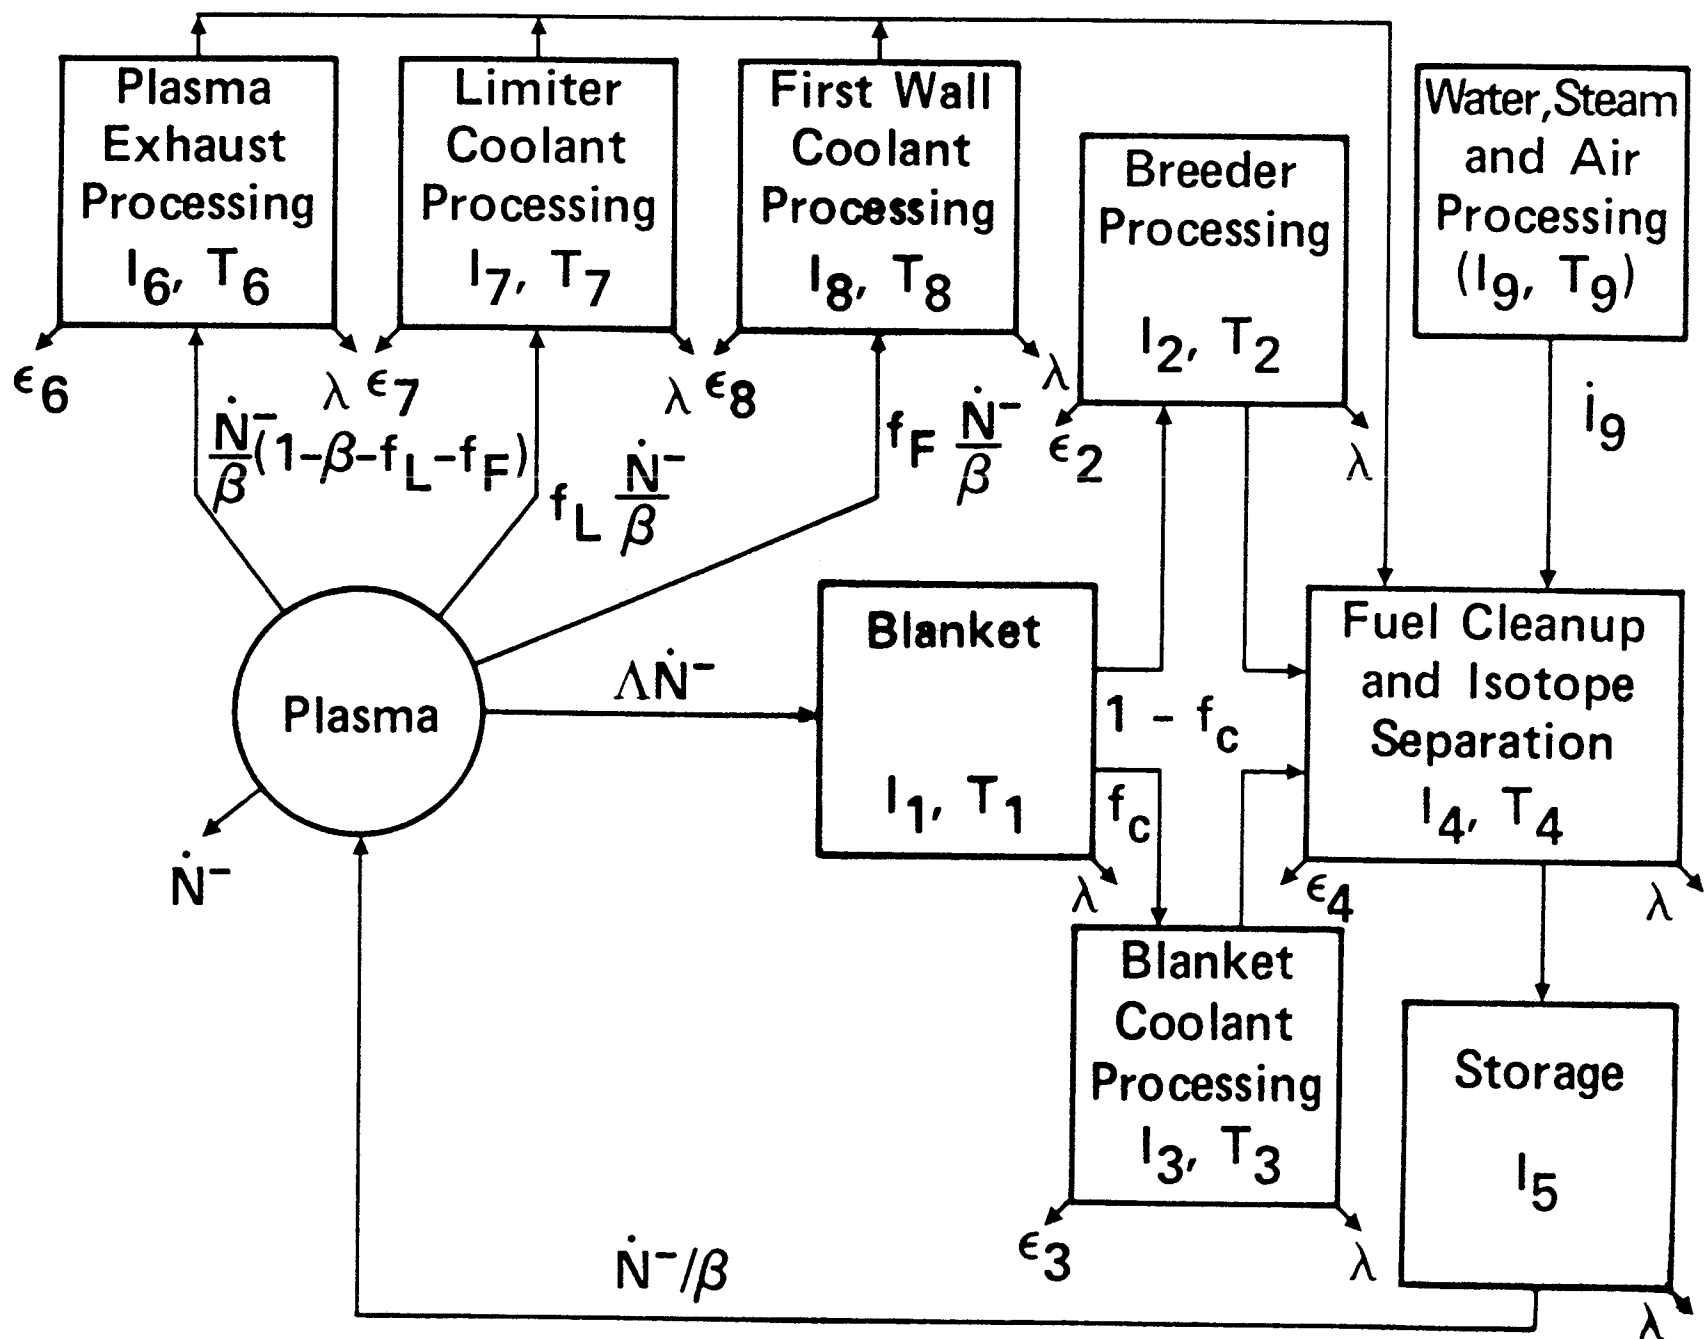 Plasma
Exhaust
Processing
I6, T6
ϵ6
λ
Limiter
Coolant
Processing
I7, T7
ϵ7
λ
First Wall
Coolant
Processing
I8, T8
ϵ8
λ
Breeder
Processing
I2, T2
ϵ2
λ
Water, Steam
and Air
Processing
(I9, T9)
i9
Ṅ⁻/β (1-β-fL-fF)
fL Ṅ⁻/β
fF Ṅ⁻/β
Plasma
Ṅ⁻
ΛṄ⁻
Blanket
I1, T1
λ
1 - fc
fc
Fuel Cleanup
and Isotope
Separation
I4, T4
ϵ4
λ
Blanket
Coolant
Processing
I3, T3
ϵ3
λ
Storage
I5
λ
Ṅ⁻/β